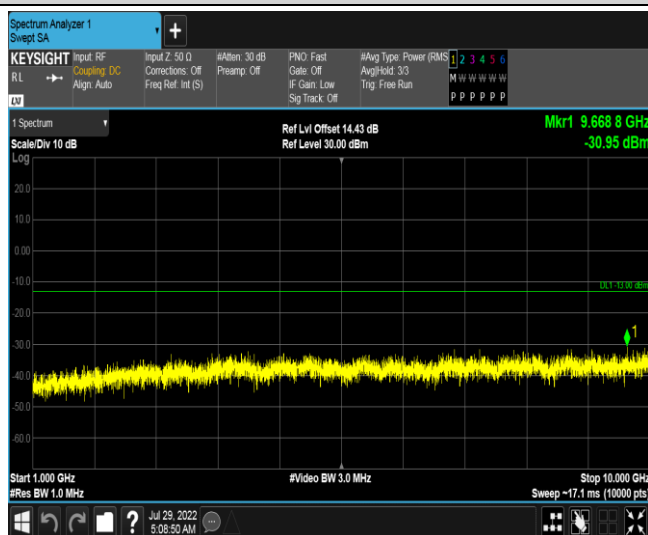 Spectrum Analyzer 1
Swept SA
+
KEYSIGHT
RL
LXI
Input: RF
Coupling: DC
Align: Auto
Input Z: 50 Ω
Corrections: Off
Freq Ref: Int (S)
#Atten: 30 dB
Preamp: Off
PNO: Fast
Gate: Off
IF Gain: Low
Sig Track: Off
#Avg Type: Power (RMS
Avg|Hold: 3/3
Trig: Free Run
1 2 3 4 5 6
M W W W W W
P P P P P P
1 Spectrum
Scale/Div 10 dB
Ref Lvl Offset 14.43 dB
Ref Level 30.00 dBm
Mkr1 9.668 8 GHz
-30.95 dBm
Log
20.0
10.0
0.00
-10.0
DL1 -13.00 dBm
-20.0
1
-30.0
-40.0
-50.0
-60.0
Start 1.000 GHz
#Video BW 3.0 MHz
Stop 10.000 GHz
#Res BW 1.0 MHz
Sweep ~17.1 ms (10000 pts)
?
Jul 29, 2022
5:08:50 AM